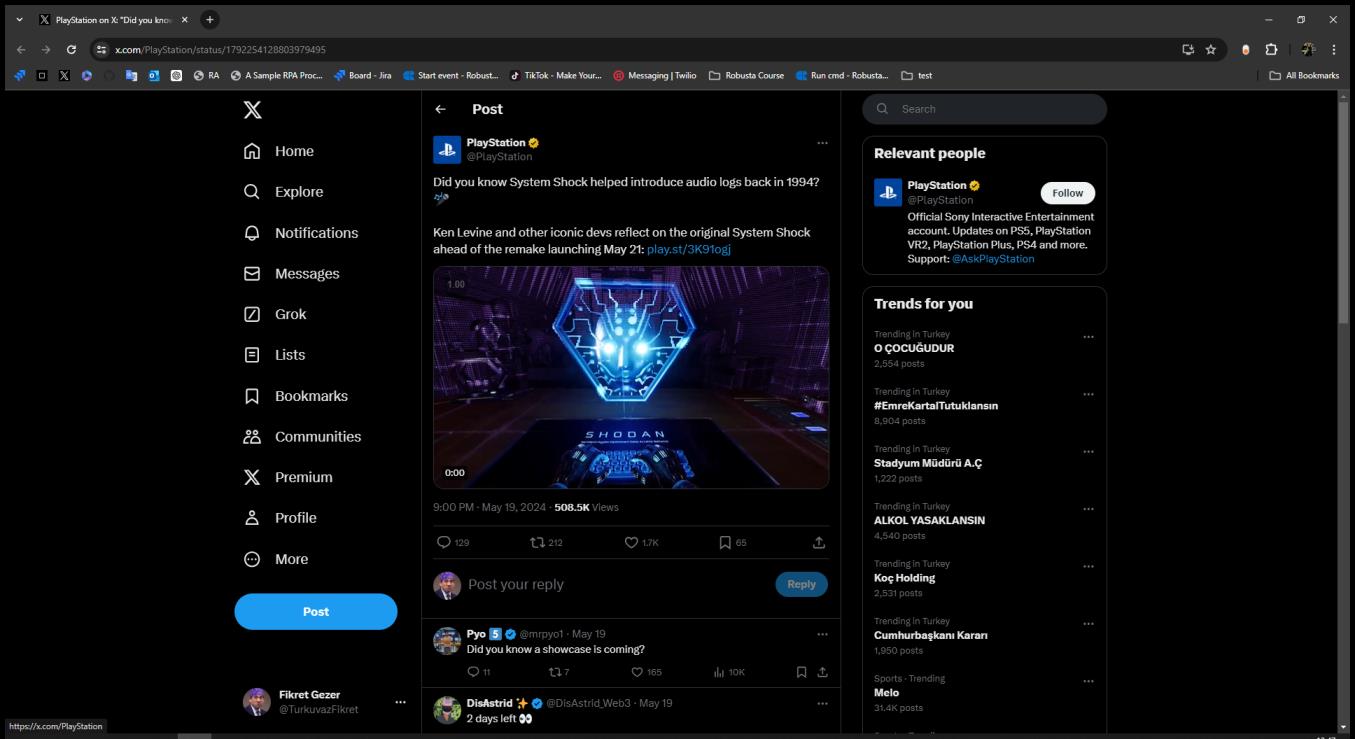 PlayStation on X: "Did you know
x.com/PlayStation/status/1792254128803979495
RA
A Sample RPA Proc...
Board - Jira
Start event - Robust...
TikTok - Make Your...
Messaging | Twilio
Robusta Course
Run cmd - Robusta...
test
All Bookmarks
Home
Explore
Notifications
Messages
Grok
Lists
Bookmarks
Communities
Premium
Profile
More
Post
Fikret Gezer
@TurkuvazFikret
https://x.com/PlayStation
Post
PlayStation
@PlayStation
Did you know System Shock helped introduce audio logs back in 1994?
Ken Levine and other iconic devs reflect on the original System Shock
ahead of the remake launching May 21: play.st/3K91ogj
1.00
SHODAN
0:00
9:00 PM · May 19, 2024 · 508.5K Views
129
212
1.7K
65
Post your reply
Reply
Pyo 5 @mrpyo1 · May 19
Did you know a showcase is coming?
11
7
165
10K
DisAstrid @DisAstrid_Web3 · May 19
2 days left
Search
Relevant people
PlayStation
@PlayStation
Follow
Official Sony Interactive Entertainment
account. Updates on PS5, PlayStation
VR2, PlayStation Plus, PS4 and more.
Support: @AskPlayStation
Trends for you
Trending in Turkey
O ÇOCUĞUDUR
2,554 posts
Trending in Turkey
#EmreKartalTutuklansın
8,904 posts
Trending in Turkey
Stadyum Müdürü A.Ç
1,222 posts
Trending in Turkey
ALKOL YASAKLANSIN
4,540 posts
Trending in Turkey
Koç Holding
2,531 posts
Trending in Turkey
Cumhurbaşkanı Kararı
1,950 posts
Sports · Trending
Melo
31.4K posts